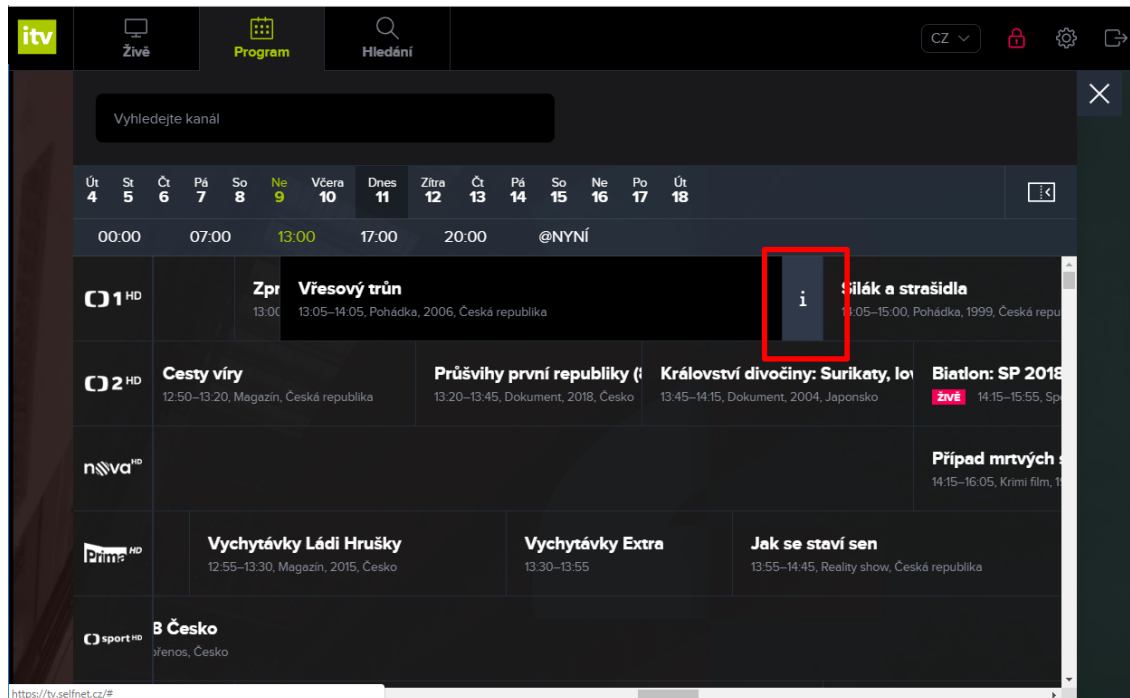 itv
Živě
Program
Hledání
CZ
Vyhledejte kanál
Út St Čt Pá So Ne Včera Dnes Zítra Čt Pá So Ne Po Út
4 5 6 7 8 9 10 11 12 13 14 15 16 17 18
00:00 07:00 13:00 17:00 20:00 @NYNÍ
1 HD
Zpr
13:00
Vřesový trůn
13:05–14:05, Pohádka, 2006, Česká republika
i
Silák a strašidla
14:05–15:00, Pohádka, 1999, Česká repu
2 HD
Cesty víry
12:50–13:20, Magazín, Česká republika
Průšvihy první republiky (
13:20–13:45, Dokument, 2018, Česko
Království divočiny: Surikaty, lov
13:45–14:15, Dokument, 2004, Japonsko
Biatlon: SP 2018
ŽIVĚ 14:15–15:55, Sp
nova HD
Případ mrtvých
14:15–16:05, Krimi film, 1
Prima HD
Vychytávky Ládi Hrušky
12:55–13:30, Magazín, 2015, Česko
Vychytávky Extra
13:30–13:55
Jak se staví sen
13:55–14:45, Reality show, Česká republika
sport HD
Česko
přenos, Česko
https://tv.selfnet.cz/#